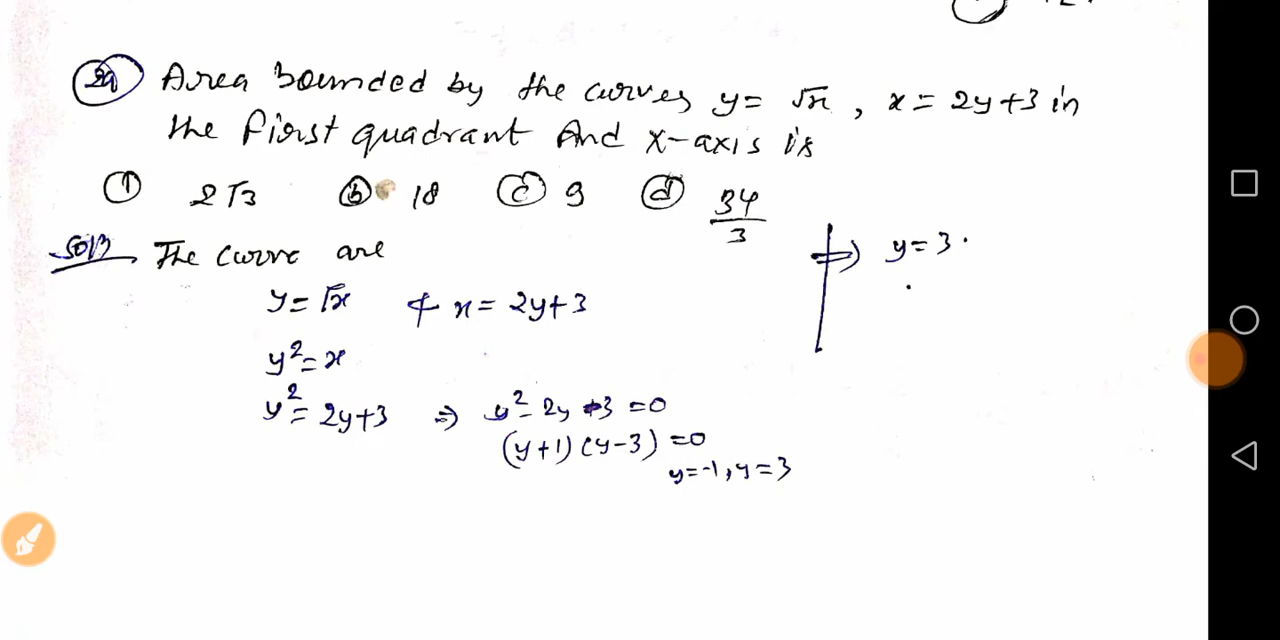 29 Area bounded by the curves y = √x , x = 2y+3 in
the first quadrant And x-axis is
① 2√3 ⓑ 18 ⓒ 9 ⓓ 34/3
Solⁿ The curve are
y = √x & x = 2y+3
y² = x
y² = 2y+3 ⇒ y² - 2y - 3 = 0
(y+1)(y-3) = 0
y = -1, y = 3
⇒ y = 3.